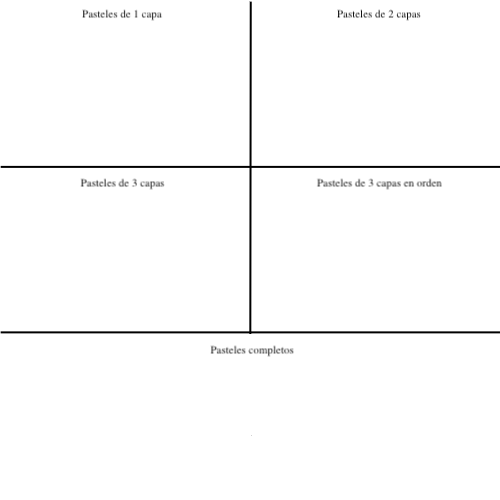 Pasteles de 1 capa
Pasteles de 2 capas
Pasteles de 3 capas
Pasteles de 3 capas en orden
Pasteles completos